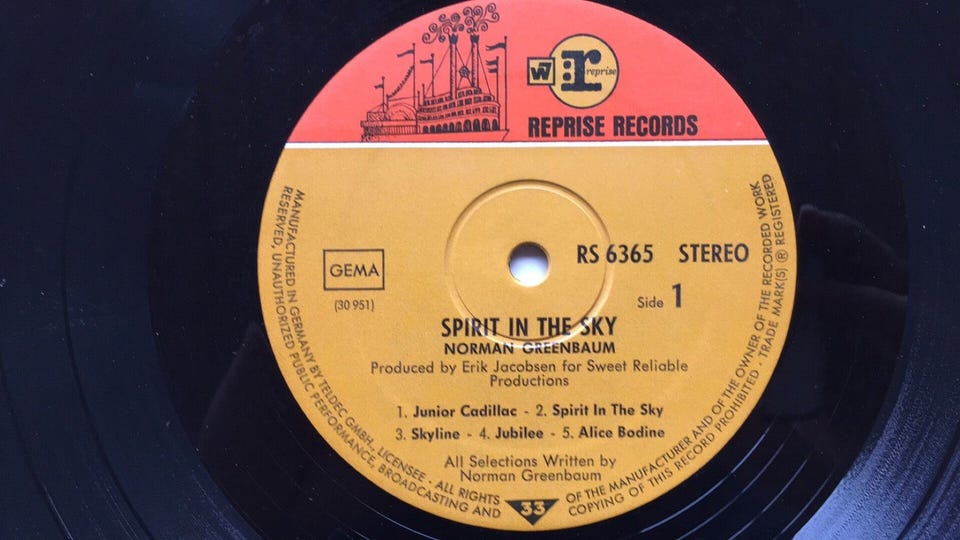 W
r
reprise
REPRISE RECORDS
RS 6365 STEREO
GEMA
(30 951)
Side 1
SPIRIT IN THE SKY
NORMAN GREENBAUM
Produced by Erik Jacobsen for Sweet Reliable
Productions
1. Junior Cadillac - 2. Spirit In The Sky
3. Skyline - 4. Jubilee - 5. Alice Bodine
All Selections Written by
Norman Greenbaum
33
MANUFACTURED IN GERMANY BY TELDEC GMBH., LICENSEE · ALL RIGHTS OF THE MANUFACTURER AND OF THE OWNER OF THE RECORDED WORK
RESERVED, UNAUTHORIZED PUBLIC PERFORMANCE, BROADCASTING AND COPYING OF THIS RECORD PROHIBITED · TRADE MARK(S) ® REGISTERED